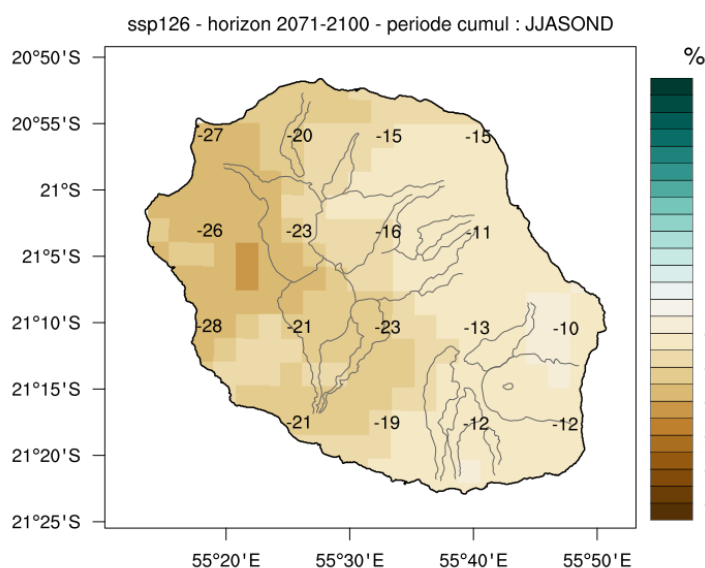 ssp126 - horizon 2071-2100 - periode cumul : JJASOND
%
20°50'S
20°55'S
-27 -20 -15 -15
21°S
-26 -23 -16 -11
21°5'S
21°10'S
-28 -21 -23 -13 -10
21°15'S
-21 -19 -12 -12
21°20'S
21°25'S
55°20'E 55°30'E 55°40'E 55°50'E